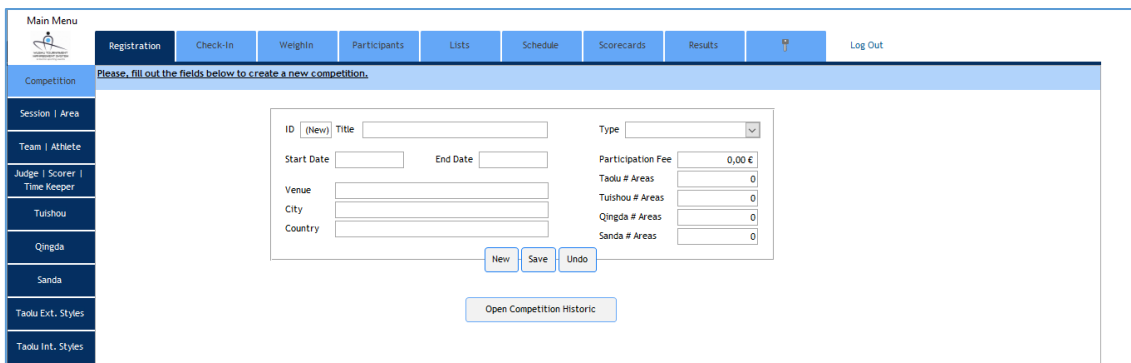 Main Menu
Registration Check-In WeighIn Participants Lists Schedule Scorecards Results Log Out
Competition
Please, fill out the fields below to create a new competition.
Session | Area
Team | Athlete
Judge | Scorer |
Time Keeper
Tuishou
Qingda
Sanda
Taolu Ext. Styles
Taolu Int. Styles
ID (New) Title Type
Start Date End Date Participation Fee 0,00 €
Taolu # Areas 0
Venue
Tuishou # Areas 0
City
Qingda # Areas 0
Country
Sanda # Areas 0
New Save Undo
Open Competition Historic